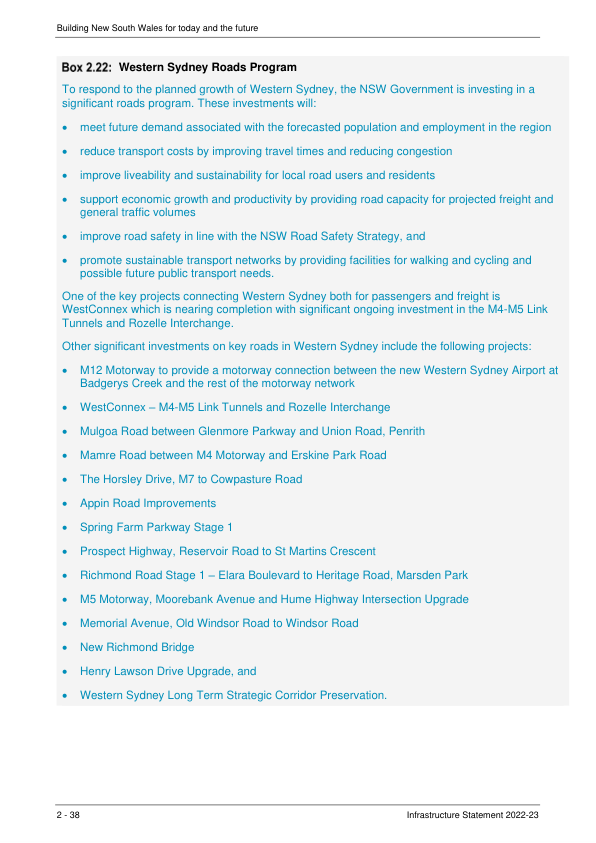 Building New South Wales for today and the future
Box 2.22: Western Sydney Roads Program
To respond to the planned growth of Western Sydney, the NSW Government is investing in a
significant roads program. These investments will:
• meet future demand associated with the forecasted population and employment in the region
• reduce transport costs by improving travel times and reducing congestion
• improve liveability and sustainability for local road users and residents
• support economic growth and productivity by providing road capacity for projected freight and
general traffic volumes
• improve road safety in line with the NSW Road Safety Strategy, and
• promote sustainable transport networks by providing facilities for walking and cycling and
possible future public transport needs.
One of the key projects connecting Western Sydney both for passengers and freight is
WestConnex which is nearing completion with significant ongoing investment in the M4-M5 Link
Tunnels and Rozelle Interchange.
Other significant investments on key roads in Western Sydney include the following projects:
• M12 Motorway to provide a motorway connection between the new Western Sydney Airport at
Badgerys Creek and the rest of the motorway network
• WestConnex – M4-M5 Link Tunnels and Rozelle Interchange
• Mulgoa Road between Glenmore Parkway and Union Road, Penrith
• Mamre Road between M4 Motorway and Erskine Park Road
• The Horsley Drive, M7 to Cowpasture Road
• Appin Road Improvements
• Spring Farm Parkway Stage 1
• Prospect Highway, Reservoir Road to St Martins Crescent
• Richmond Road Stage 1 – Elara Boulevard to Heritage Road, Marsden Park
• M5 Motorway, Moorebank Avenue and Hume Highway Intersection Upgrade
• Memorial Avenue, Old Windsor Road to Windsor Road
• New Richmond Bridge
• Henry Lawson Drive Upgrade, and
• Western Sydney Long Term Strategic Corridor Preservation.
2 - 38 Infrastructure Statement 2022-23